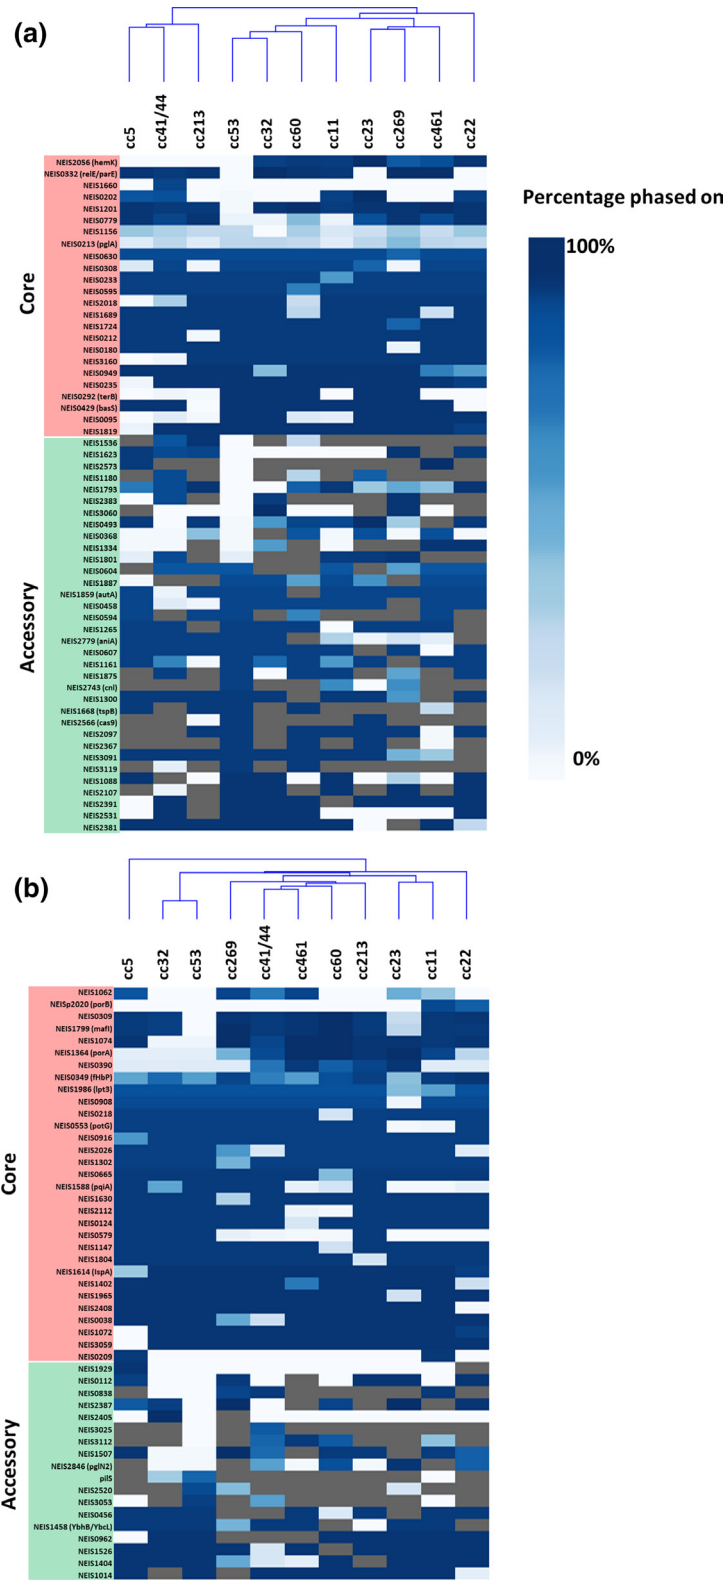 (a)
cc5
cc41/44
cc213
cc53
cc32
cc60
cc11
cc23
cc269
cc461
cc22
Percentage phased on
100%
0%
Core
NEIS2056 (hemK)
NEIS0332 (relE/parE)
NEIS1660
NEIS0202
NEIS1201
NEIS0779
NEIS1156
NEIS0213 (pglA)
NEIS0630
NEIS0308
NEIS0233
NEIS0595
NEIS2018
NEIS1689
NEIS1724
NEIS0212
NEIS0180
NEIS3160
NEIS0949
NEIS0235
NEIS0292 (terB)
NEIS0429 (basS)
NEIS0095
NEIS1819
Accessory
NEIS1536
NEIS1623
NEIS2573
NEIS1180
NEIS1793
NEIS2383
NEIS3060
NEIS0493
NEIS0368
NEIS1334
NEIS1801
NEIS0604
NEIS1887
NEIS1859 (autA)
NEIS0458
NEIS0594
NEIS1265
NEIS2779 (aniA)
NEIS0607
NEIS1161
NEIS1875
NEIS2743 (cnl)
NEIS1300
NEIS1668 (tspB)
NEIS2566 (cas9)
NEIS2097
NEIS2367
NEIS3091
NEIS3119
NEIS1088
NEIS2107
NEIS2391
NEIS2531
NEIS2381
(b)
cc5
cc32
cc53
cc269
cc41/44
cc461
cc60
cc213
cc23
cc11
cc22
Core
NEIS1062
NEISp2020 (porB)
NEIS0309
NEIS1799 (mafI)
NEIS1074
NEIS1364 (porA)
NEIS0390
NEIS0349 (fHbP)
NEIS1986 (lpt3)
NEIS0908
NEIS0218
NEIS0553 (potG)
NEIS0916
NEIS2026
NEIS1302
NEIS0665
NEIS1588 (pqiA)
NEIS1630
NEIS2112
NEIS0124
NEIS0579
NEIS1147
NEIS1804
NEIS1614 (lspA)
NEIS1402
NEIS1965
NEIS2408
NEIS0038
NEIS1072
NEIS3059
NEIS0209
Accessory
NEIS1929
NEIS0112
NEIS0838
NEIS2387
NEIS2405
NEIS3025
NEIS3112
NEIS1507
NEIS2846 (pglN2)
pilS
NEIS2520
NEIS3053
NEIS0456
NEIS1458 (YbhB/YbcL)
NEIS0962
NEIS1526
NEIS1404
NEIS1014